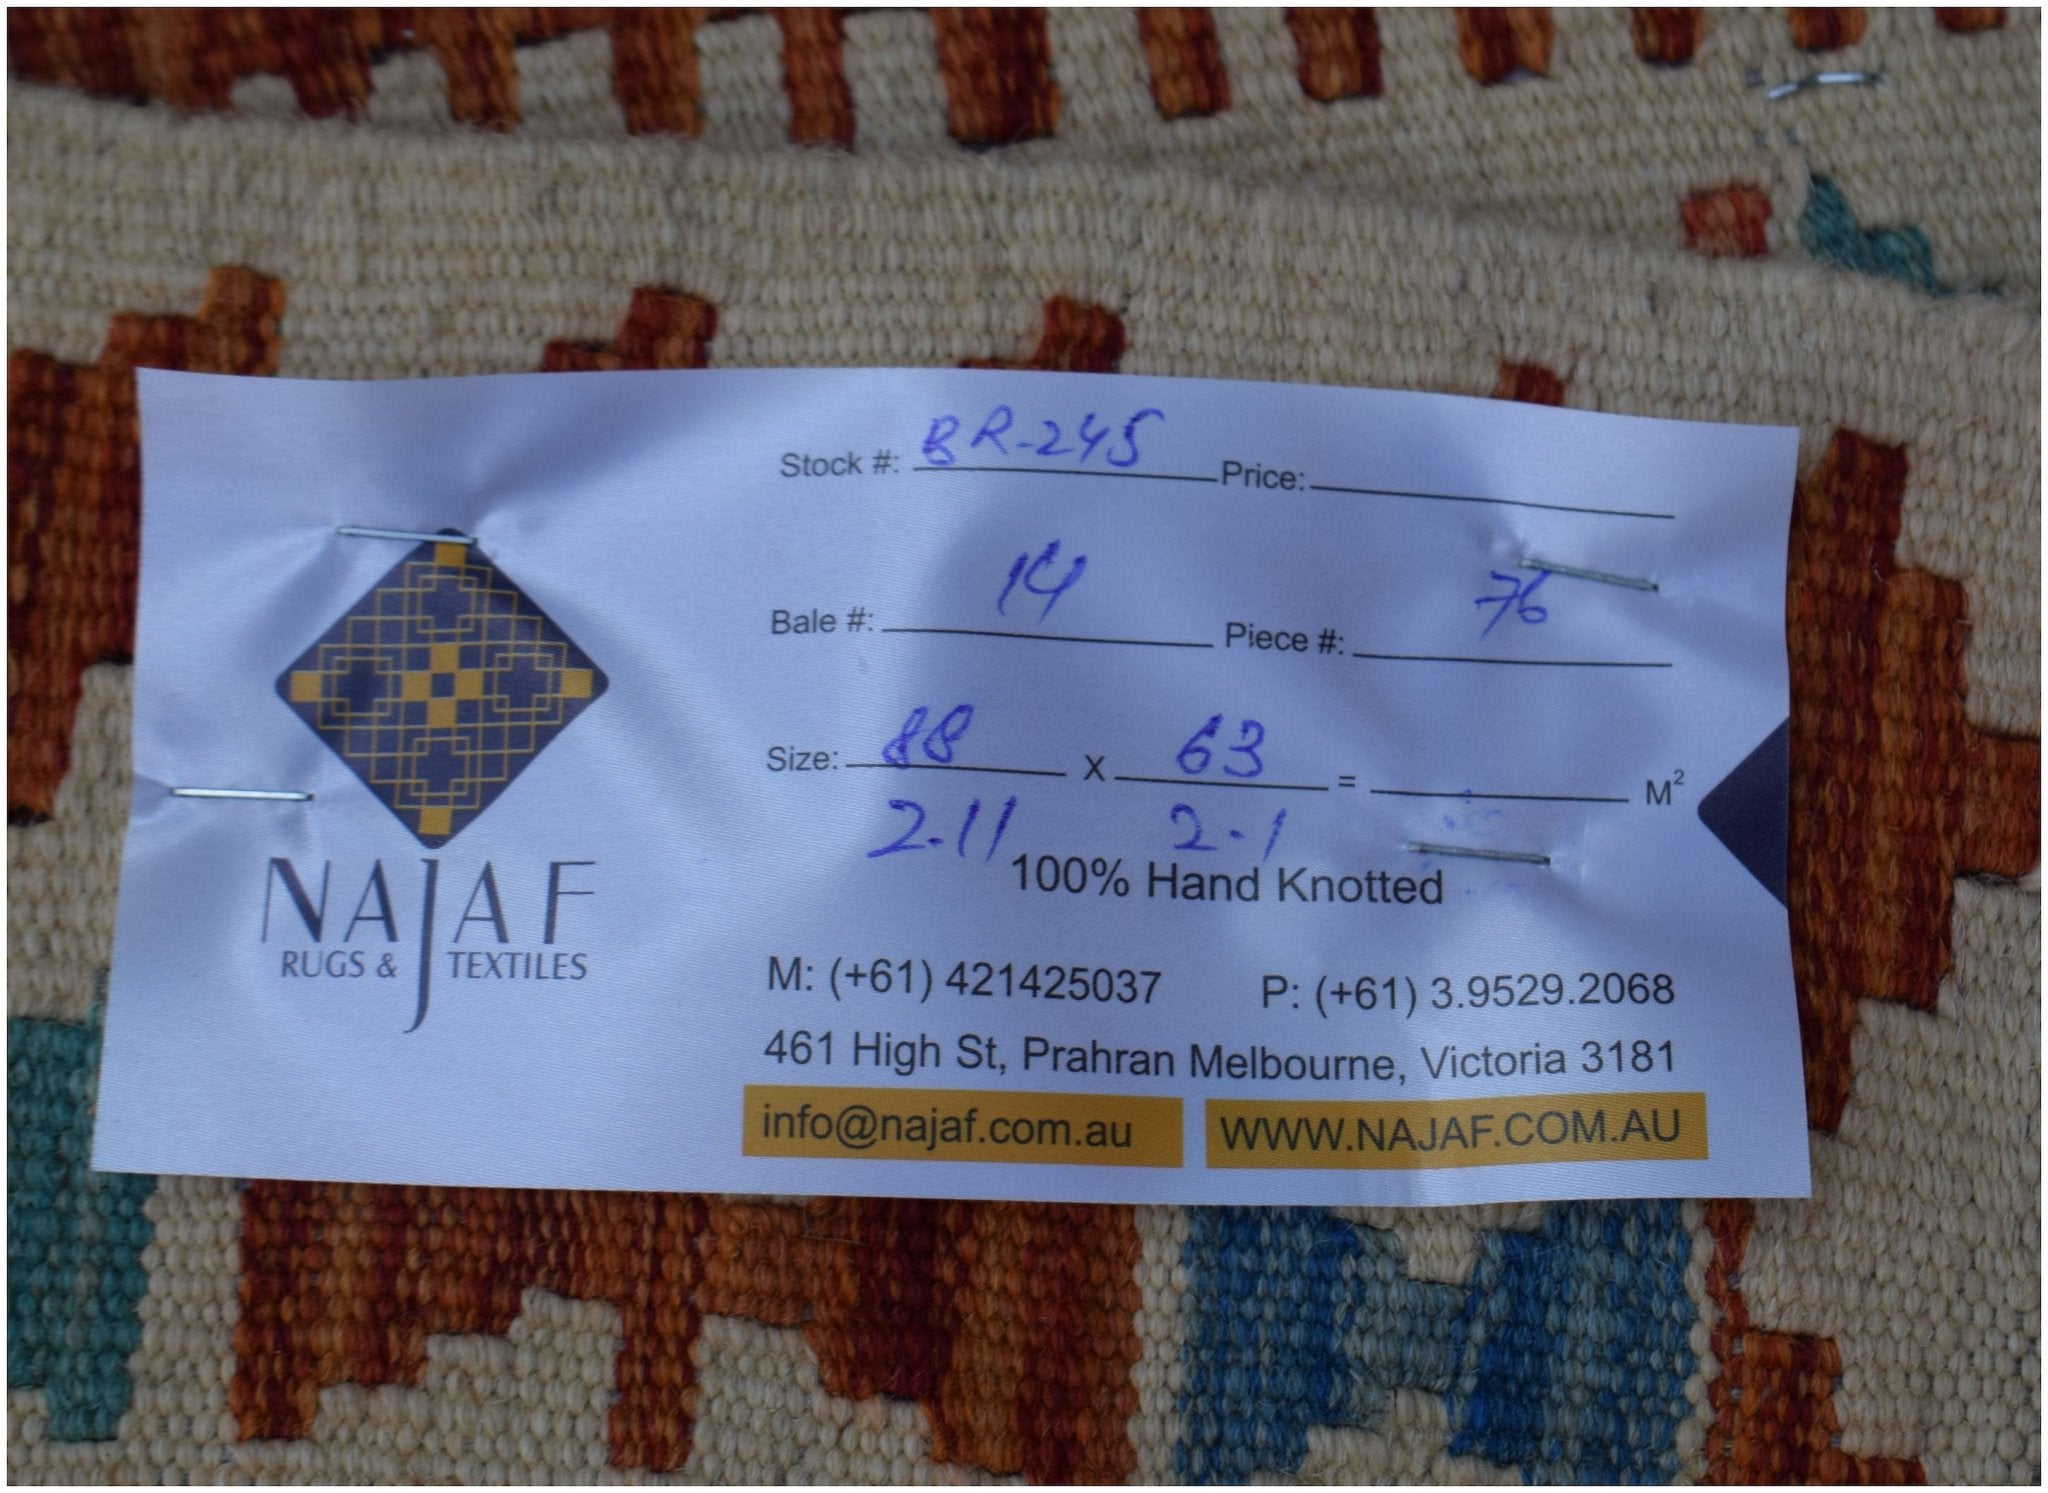 NAJAF
RUGS & TEXTILES
Stock #: BR-245 Price:
Bale #: 14 Piece #: 76
Size: 88 x 63 = M²
2.11 2.1
100% Hand Knotted
M: (+61) 421425037 P: (+61) 3.9529.2068
461 High St, Prahran Melbourne, Victoria 3181
info@najaf.com.au WWW.NAJAF.COM.AU